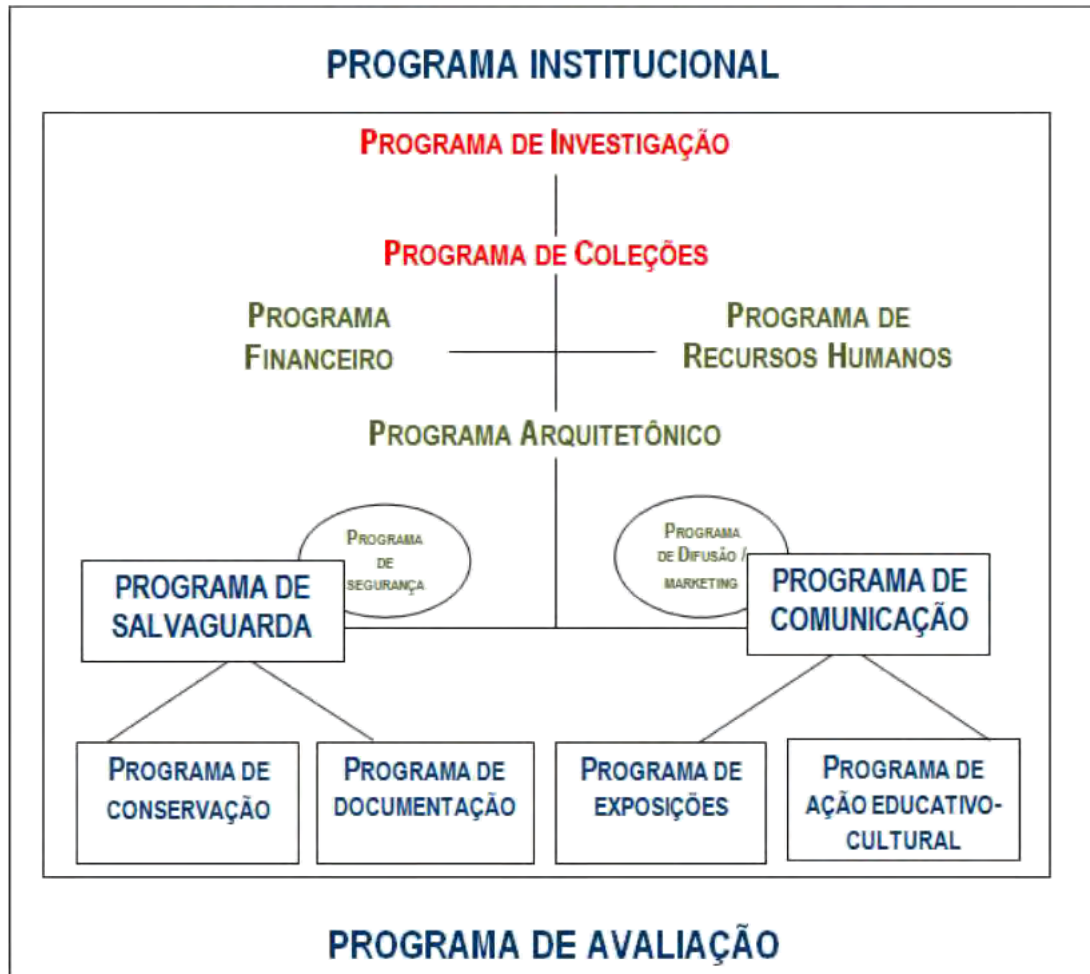 PROGRAMA INSTITUCIONAL
PROGRAMA DE INVESTIGAÇÃO
PROGRAMA DE COLEÇÕES
PROGRAMA
FINANCEIRO
PROGRAMA DE
RECURSOS HUMANOS
PROGRAMA ARQUITETÔNICO
PROGRAMA
DE
SEGURANÇA
PROGRAMA
DE DIFUSÃO /
MARKETING
PROGRAMA DE
SALVAGUARDA
PROGRAMA DE
COMUNICAÇÃO
PROGRAMA DE
CONSERVAÇÃO
PROGRAMA DE
DOCUMENTAÇÃO
PROGRAMA DE
EXPOSIÇÕES
PROGRAMA DE
AÇÃO EDUCATIVO-
CULTURAL
PROGRAMA DE AVALIAÇÃO